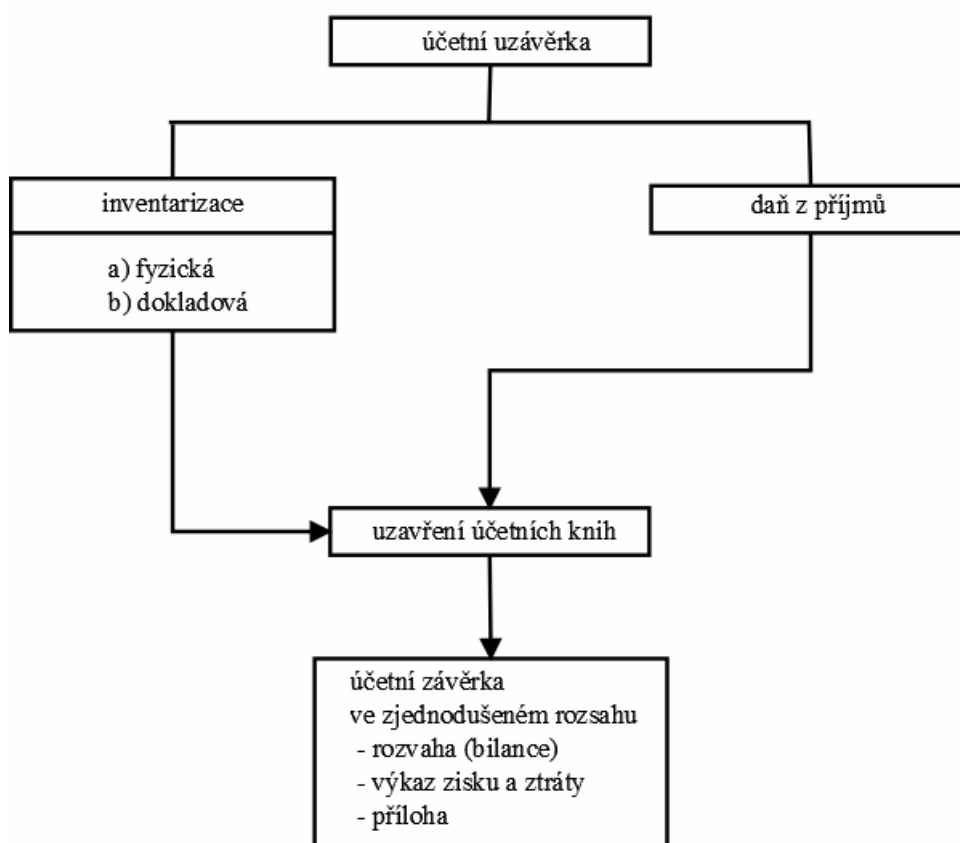 účetní uzávěrka
inventarizace
daň z příjmů
a) fyzická
b) dokladová
uzavření účetních knih
účetní závěrka
ve zjednodušeném rozsahu
- rozvaha (bilance)
- výkaz zisku a ztráty
- příloha